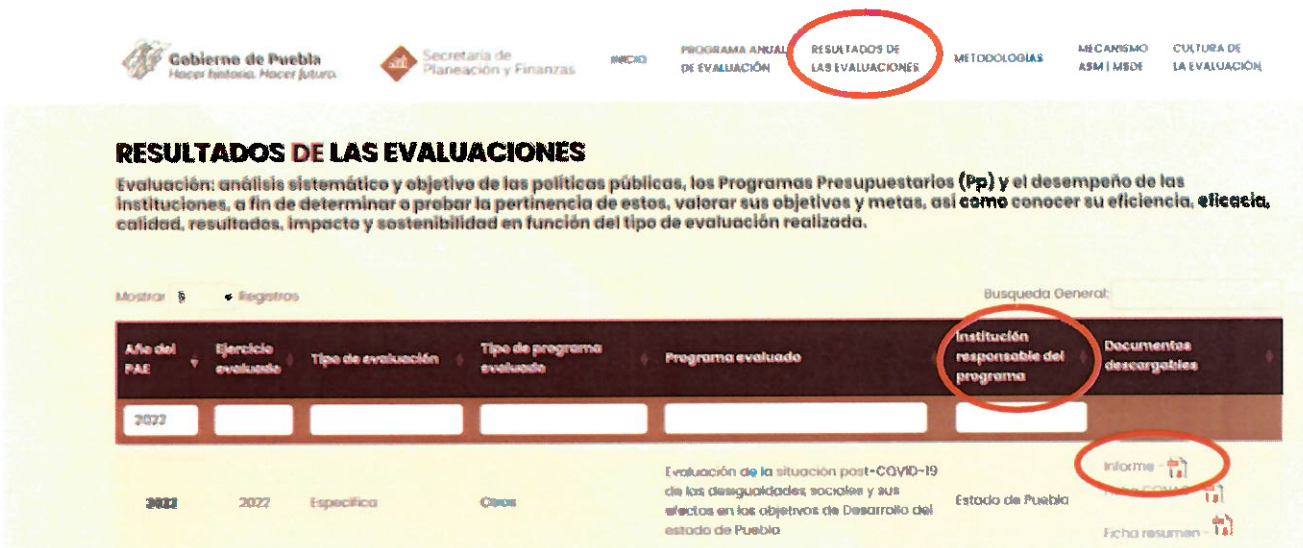 Gobierno de Puebla
Hacer historia. Hacer futuro.
Secretaría de
Planeación y Finanzas
INICIO
PROGRAMA ANUAL
DE EVALUACIÓN
RESULTADOS DE
LAS EVALUACIONES
METODOLOGÍAS
MECANISMO
ASM | MSDE
CULTURA DE
LA EVALUACIÓN
RESULTADOS DE LAS EVALUACIONES
Evaluación: análisis sistemático y objetivo de las políticas públicas, los Programas Presupuestarios (Pp) y el desempeño de las
instituciones, a fin de determinar o probar la pertinencia de estos, valorar sus objetivos y metas, así como conocer su eficiencia, eficacia,
calidad, resultados, impacto y sostenibilidad en función del tipo de evaluación realizada.
Mostrar 5 Registros
Busqueda General:
Año del
PAE
Ejercicio
evaluado
Tipo de evaluación
Tipo de programa
evaluado
Programa evaluado
Institución
responsable del
programa
Documentos
descargables
2022
2022
2022
Específica
Otros
Evaluación de la situación post-COVID-19
de las desigualdades sociales y sus
efectos en los objetivos de Desarrollo del
estado de Puebla
Estado de Puebla
Informe -
Ficha CONAC -
Ficha resumen -